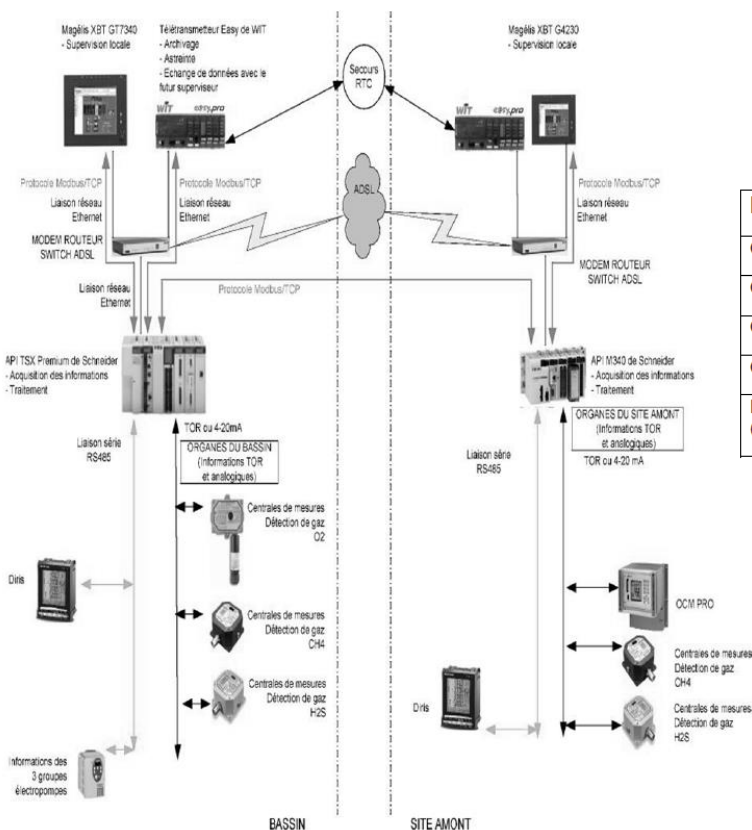 Magélis XBT GT7340
- Supervision locale
Télétransmetteur Easy de WIT
- Archivage
- Astreinte
- Echange de données avec le
futur superviseur
Secours
RTC
Magélis XBT G4230
- Supervision locale
WIT easy.pro
WIT easy.pro
Protocole Modbus/TCP
Liaison réseau
Ethernet
Protocole Modbus/TCP
Liaison réseau
Ethernet
ADSL
Protocole Modbus/TCP
Liaison réseau
Ethernet
MODEM ROUTEUR
SWITCH ADSL
MODEM ROUTEUR
SWITCH ADSL
Liaison réseau
Ethernet
Protocole Modbus/TCP
API TSX Premium de Schneider
- Acquisition des informations
- Traitement
API M340 de Schneider
- Acquisition des informations
- Traitement
TOR ou 4-20mA
ORGANES DU BASSIN
(Informations TOR
et analogiques)
Liaison série
RS485
ORGANES DU SITE AMONT
(Informations TOR
et analogiques)
TOR ou 4-20 mA
Liaison série
RS485
Centrales de mesures
Détection de gaz
O2
Diris
Centrales de mesures
Détection de gaz
CH4
Centrales de mesures
Détection de gaz
H2S
Informations des
3 groupes
électropompes
OCM PRO
Centrales de mesures
Détection de gaz
CH4
Diris
Centrales de mesures
Détection de gaz
H2S
BASSIN
SITE AMONT